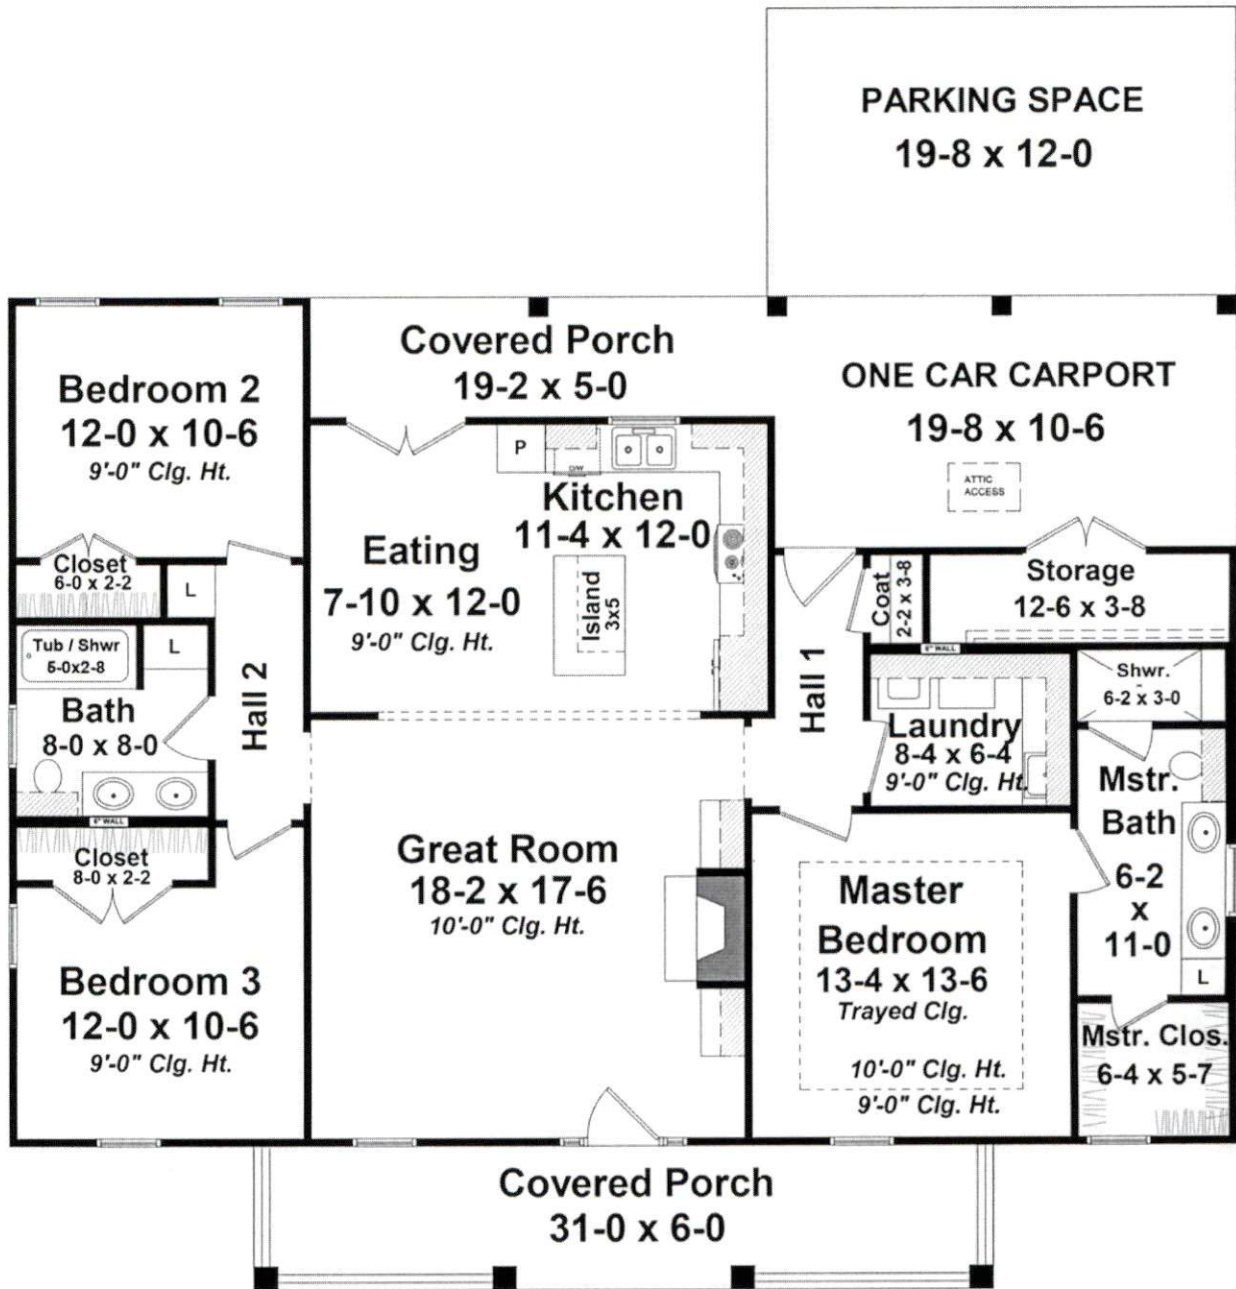 PARKING SPACE
19-8 x 12-0
Covered Porch
19-2 x 5-0
ONE CAR CARPORT
19-8 x 10-6
ATTIC
ACCESS
Bedroom 2
12-0 x 10-6
9'-0" Clg. Ht.
P
D/W
Kitchen
11-4 x 12-0
Eating
7-10 x 12-0
9'-0" Clg. Ht.
Island
3x5
Closet
6-0 x 2-2
L
Coat
2-2 x 3-8
Storage
12-6 x 3-8
6" WALL
Tub / Shwr
5-0x2-8
L
Hall 2
Bath
8-0 x 8-0
Hall 1
Laundry
8-4 x 6-4
9'-0" Clg. Ht.
Shwr.
-
6-2 x 3-0
Mstr.
Bath
6-2
x
11-0
L
6" WALL
Closet
8-0 x 2-2
Great Room
18-2 x 17-6
10'-0" Clg. Ht.
Master
Bedroom
13-4 x 13-6
Trayed Clg.
10'-0" Clg. Ht.
9'-0" Clg. Ht.
Bedroom 3
12-0 x 10-6
9'-0" Clg. Ht.
Mstr. Clos.
6-4 x 5-7
Covered Porch
31-0 x 6-0